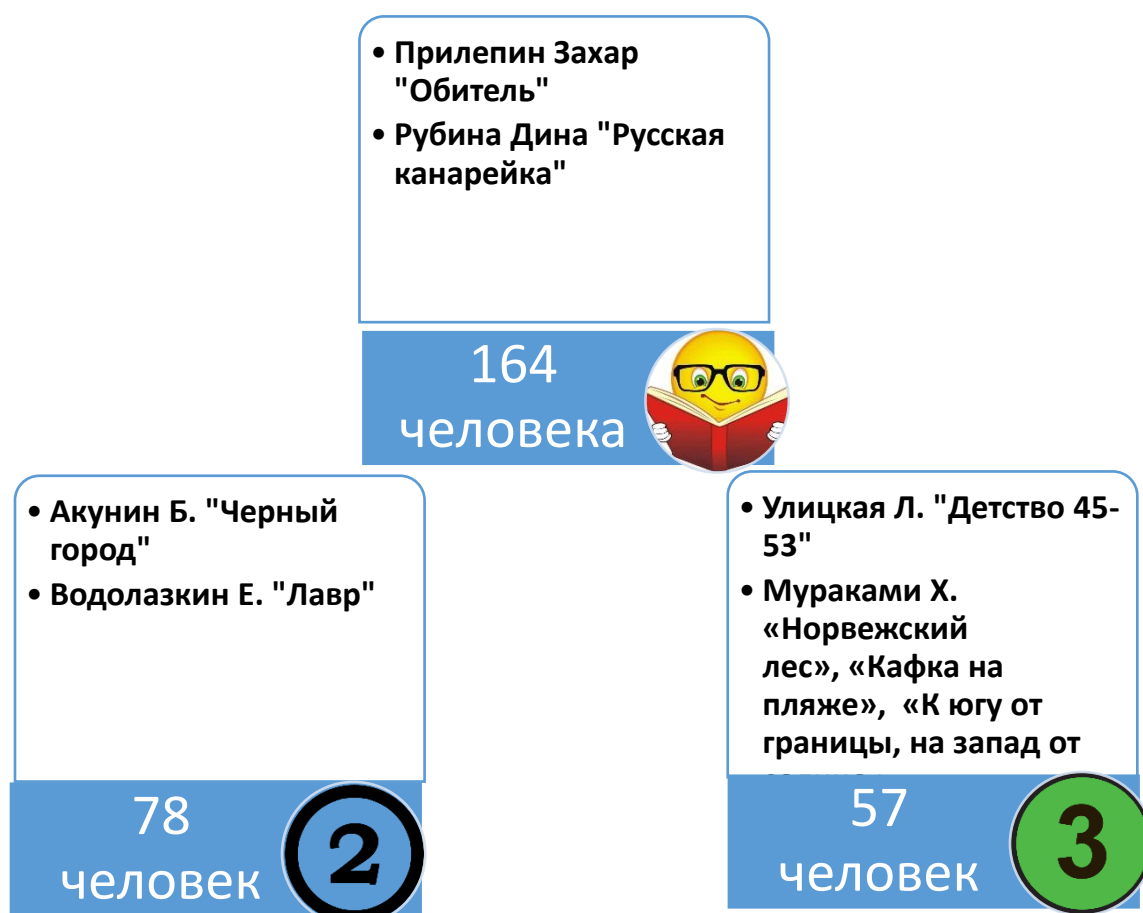 • Прилепин Захар
"Обитель"
• Рубина Дина "Русская
канарейка"
164
человека
• Акунин Б. "Черный
город"
• Водолазкин Е. "Лавр"
78
человек
2
• Улицкая Л. "Детство 45-
53"
• Мураками Х.
«Норвежский
лес», «Кафка на
пляже», «К югу от
границы, на запад от
57
человек
3